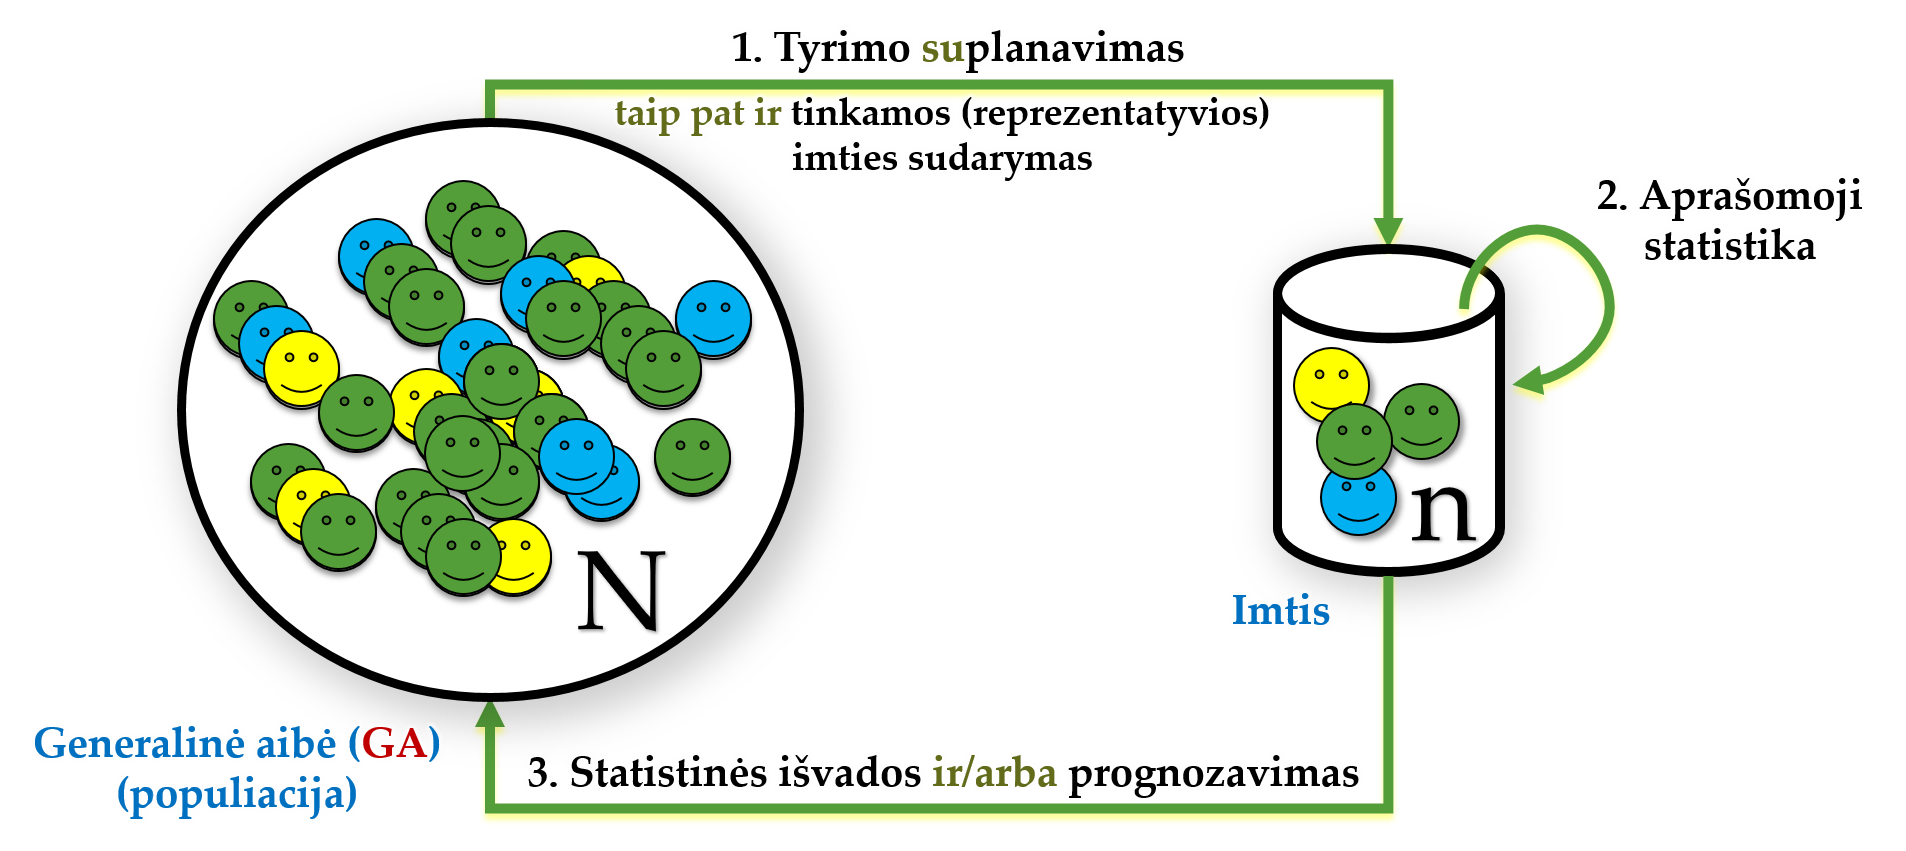 1. Tyrimo suplanavimas
taip pat ir tinkamos (reprezentatyvios)
imties sudarymas
2. Aprašomoji
statistika
N
n
Imtis
Generalinė aibė (GA)
(populiacija)
3. Statistinės išvados ir/arba prognozavimas